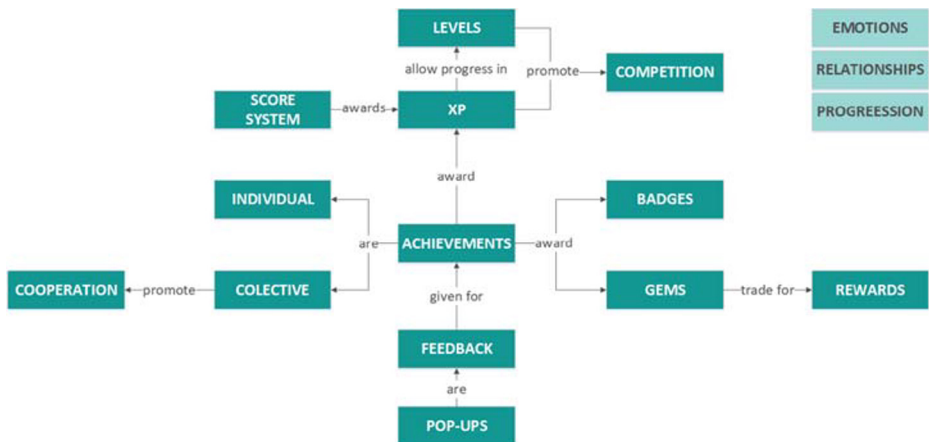 LEVELS
EMOTIONS
allow progress in
promote
COMPETITION
RELATIONSHIPS
SCORE
SYSTEM
awards
XP
PROGREESSION
award
INDIVIDUAL
BADGES
are
ACHIEVEMENTS
award
COOPERATION
promote
COLECTIVE
given for
GEMS
trade for
REWARDS
FEEDBACK
are
POP-UPS